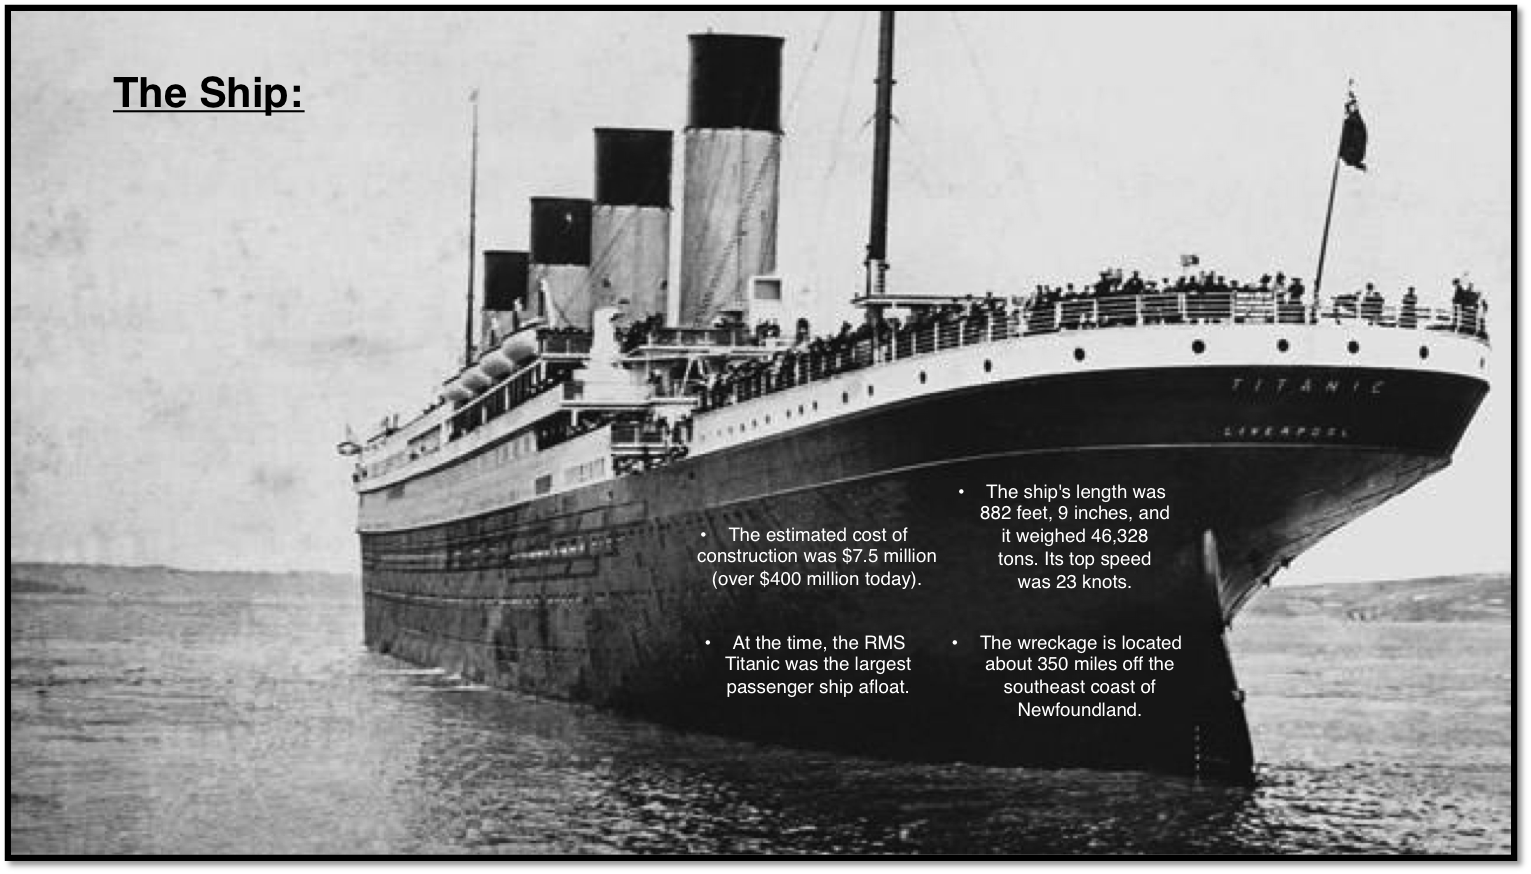 The Ship:
TITANIC
LIVERPOOL
• The estimated cost of
construction was $7.5 million
(over $400 million today).
• The ship's length was
882 feet, 9 inches, and
it weighed 46,328
tons. Its top speed
was 23 knots.
• At the time, the RMS
Titanic was the largest
passenger ship afloat.
• The wreckage is located
about 350 miles off the
southeast coast of
Newfoundland.